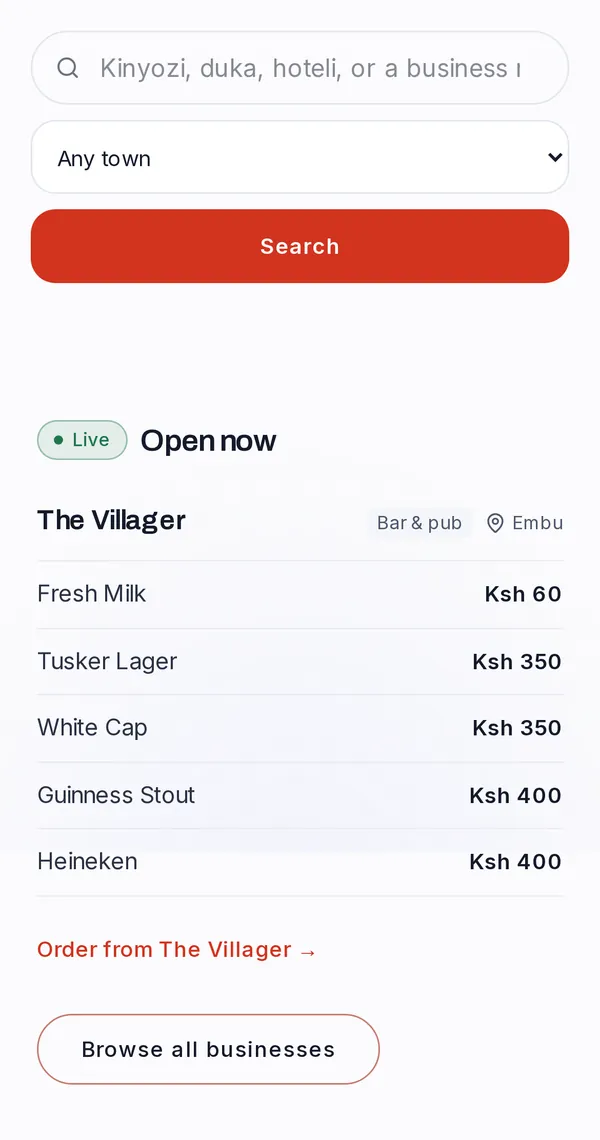 Kinyozi, duka, hoteli, or a business
Any town
Search
Live Open now
The Villager Bar & pub Embu
Fresh Milk Ksh 60
Tusker Lager Ksh 350
White Cap Ksh 350
Guinness Stout Ksh 400
Heineken Ksh 400
Order from The Villager →
Browse all businesses